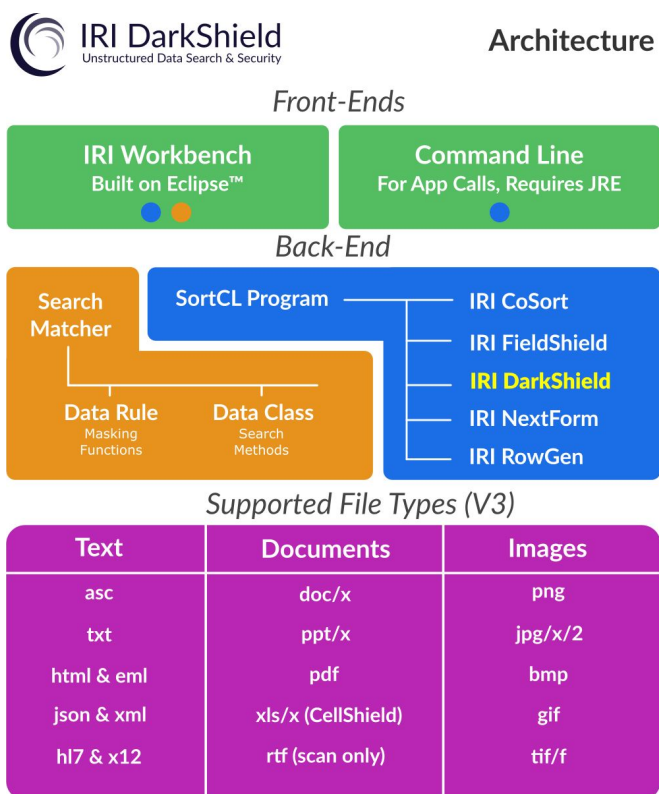 IRI DarkShield
Unstructured Data Search & Security
Architecture
Front-Ends
IRI Workbench
Built on Eclipse™
Command Line
For App Calls, Requires JRE
Back-End
Search
Matcher
Data Rule
Masking
Functions
Data Class
Search
Methods
SortCL Program
IRI CoSort
IRI FieldShield
IRI DarkShield
IRI NextForm
IRI RowGen
Supported File Types (V3)
Text Documents Images
asc doc/x png
txt ppt/x jpg/x/2
html & eml pdf bmp
json & xml xls/x (CellShield) gif
hl7 & x12 rtf (scan only) tif/f